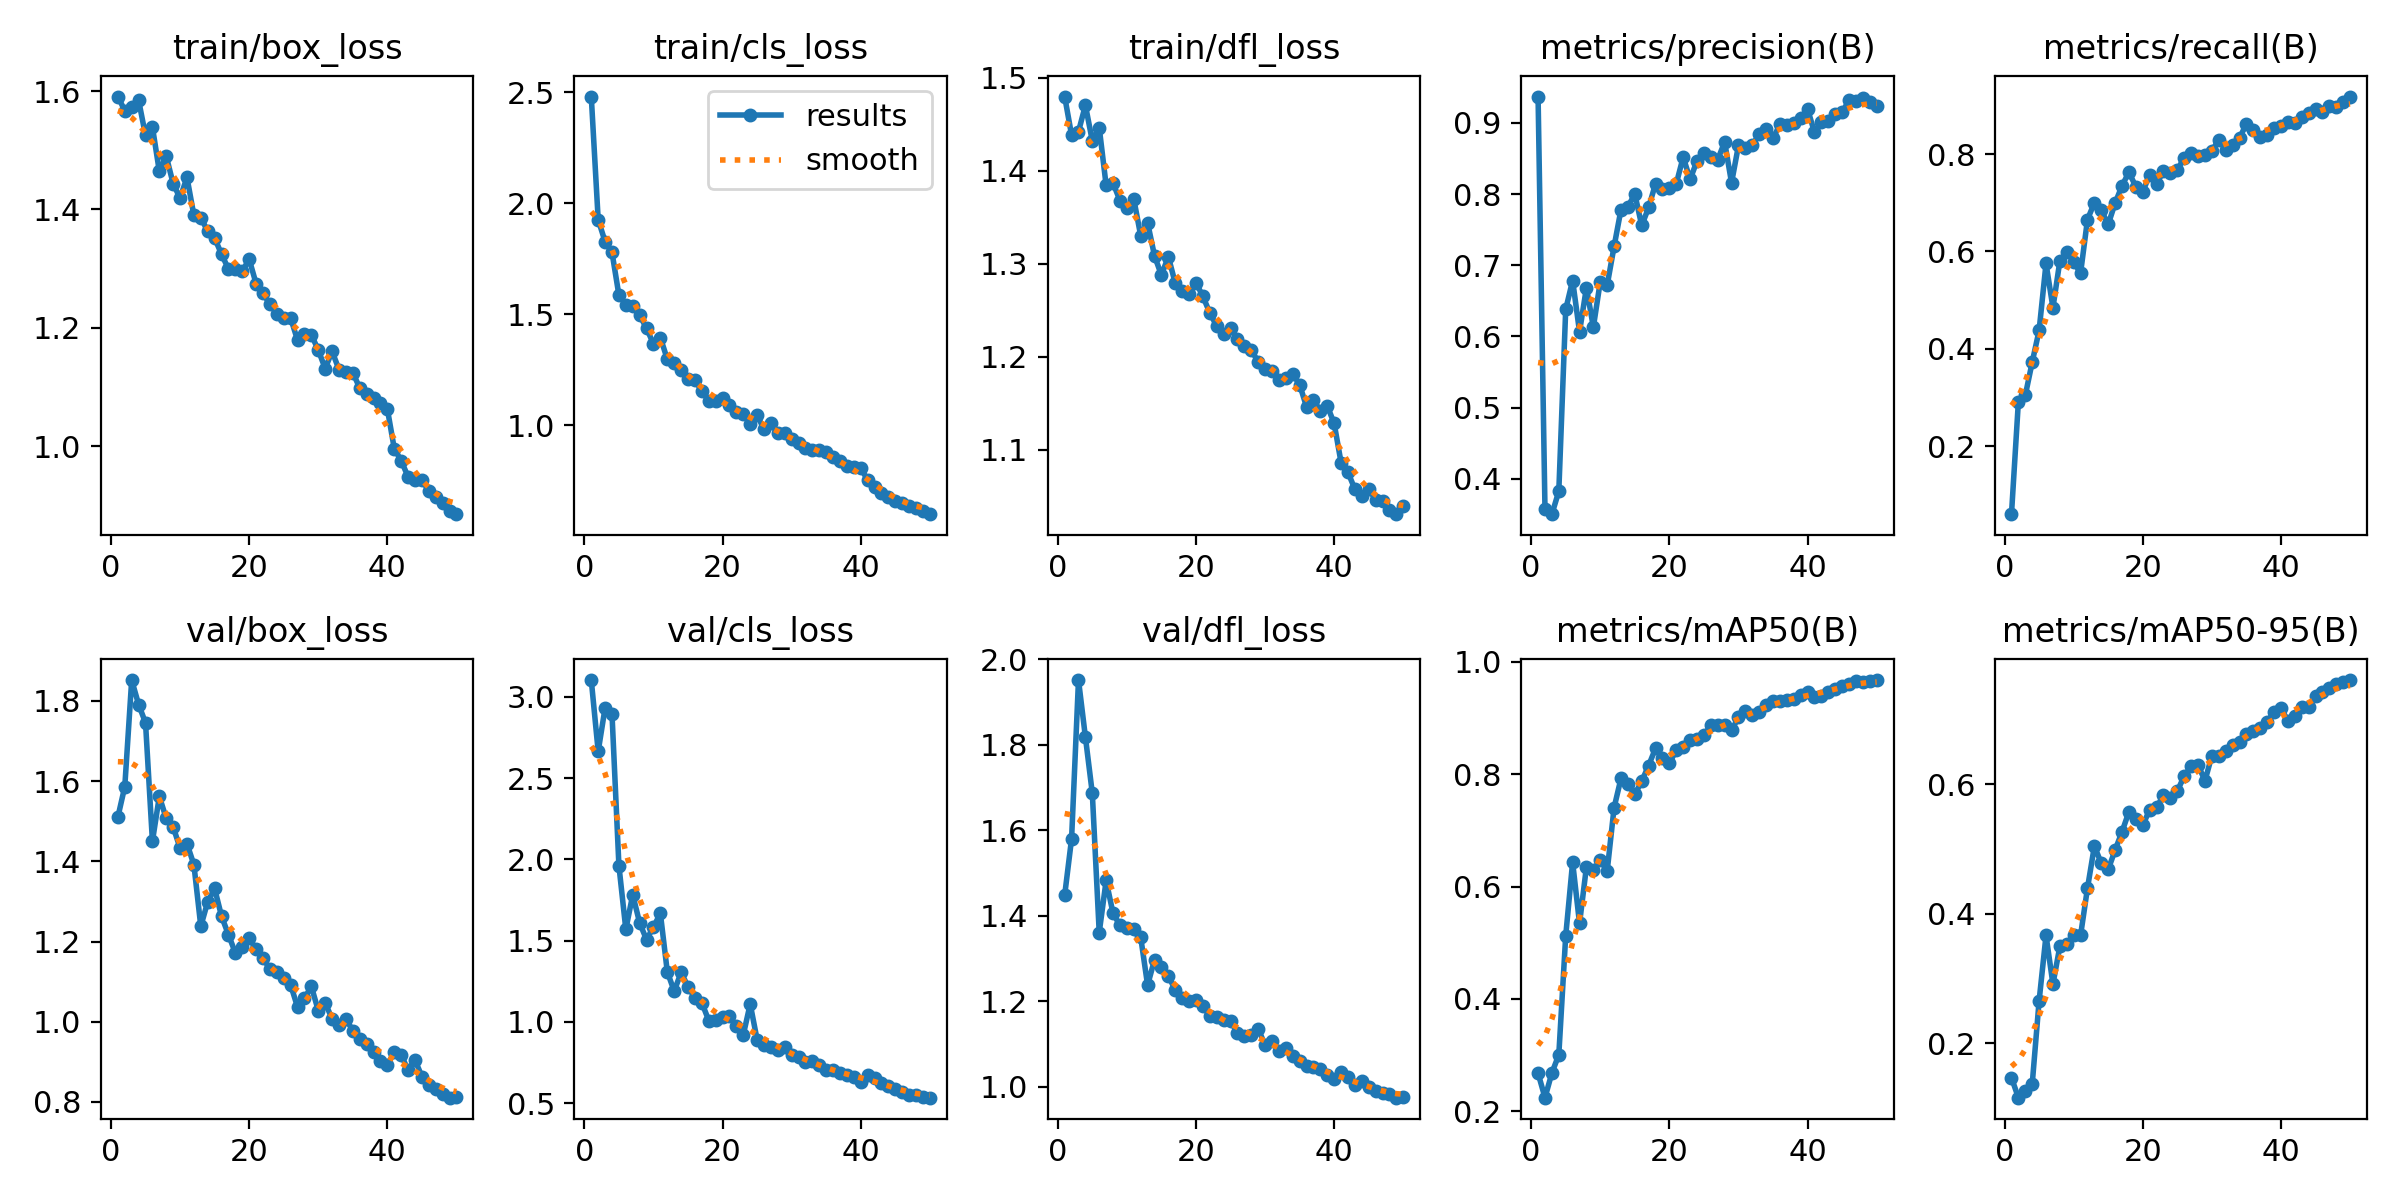 train/box_loss
train/cls_loss
train/dfl_loss
metrics/precision(B)
metrics/recall(B)
1.6
1.4
1.2
1.0
0 20 40
2.5
2.0
1.5
1.0
results
smooth
0 20 40
1.5
1.4
1.3
1.2
1.1
0 20 40
0.9
0.8
0.7
0.6
0.5
0.4
0 20 40
0.8
0.6
0.4
0.2
0 20 40
val/box_loss
val/cls_loss
val/dfl_loss
metrics/mAP50(B)
metrics/mAP50-95(B)
1.8
1.6
1.4
1.2
1.0
0.8
0 20 40
3.0
2.5
2.0
1.5
1.0
0.5
0 20 40
2.0
1.8
1.6
1.4
1.2
1.0
0 20 40
1.0
0.8
0.6
0.4
0.2
0 20 40
0.6
0.4
0.2
0 20 40